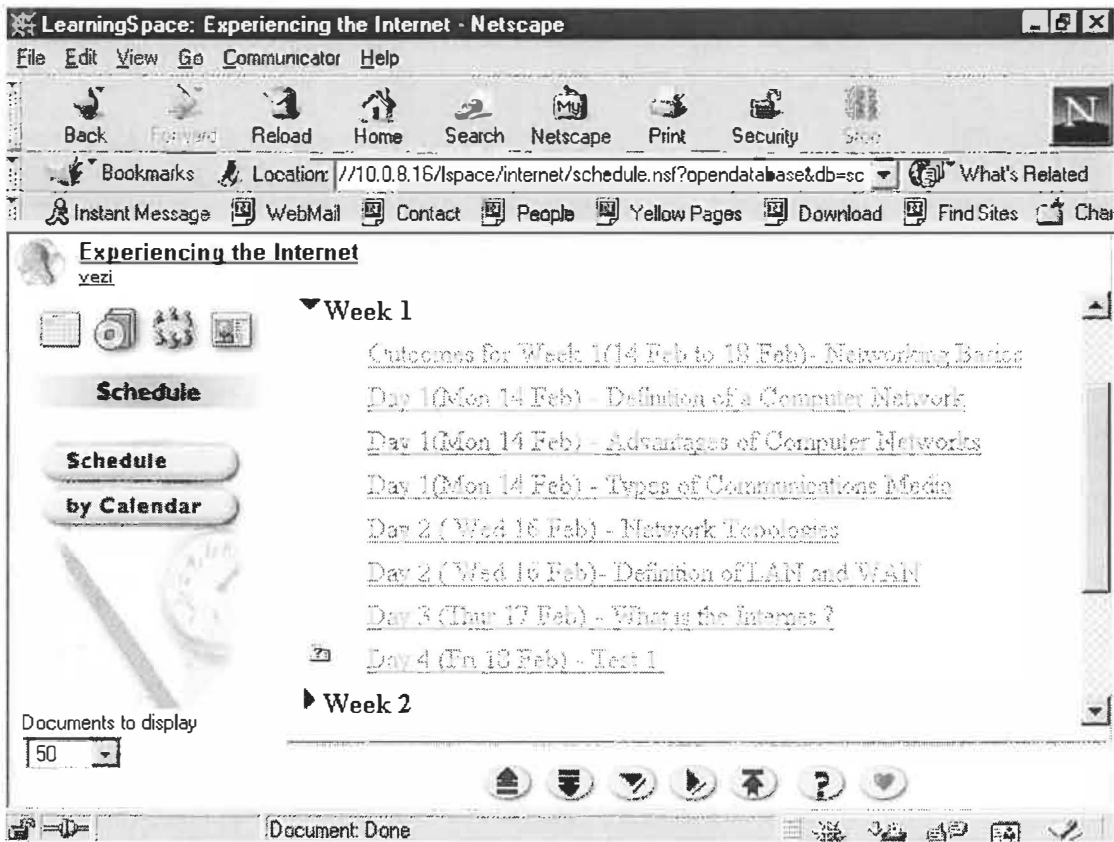 LearningSpace: Experiencing the Internet - Netscape
File Edit View Go Communicator Help
Back Forward Reload Home Search Netscape Print Security Stop
Bookmarks Location: //10.0.8.16/lspace/internet/schedule.nsf?opendatabase&db=sc What's Related
Instant Message WebMail Contact People Yellow Pages Download Find Sites Chan
Experiencing the Internet
vezi
Week 1
Outcomes for Week 1(14 Feb to 18 Feb)- Networking Basics
Schedule
Day 1(Mon 14 Feb) - Definition of a Computer Network
Day 1(Mon 14 Feb) - Advantages of Computer Networks
Schedule
Day 1(Mon 14 Feb) - Types of Communications Media
by Calendar
Day 2 ( Wed 16 Feb) - Network Topologies
Day 2 ( Wed 16 Feb)- Definition of LAN and WAN
Day 3 (Thur 17 Feb) - What is the Internet ?
Day 4 (Fri 18 Feb) - Test 1
Week 2
Documents to display
50
Document: Done